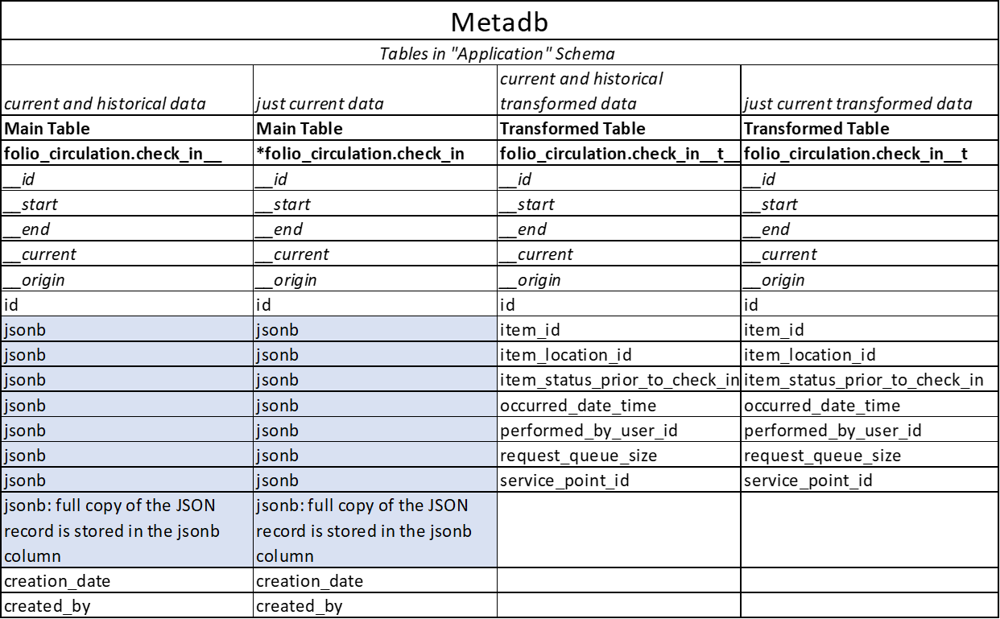 Metadb
Tables in "Application" Schema
current and historical data | just current data | current and historical transformed data | just current transformed data
Main Table | Main Table | Transformed Table | Transformed Table
folio_circulation.check_in__ | *folio_circulation.check_in | folio_circulation.check_in__t__ | folio_circulation.check_in__t
__id | __id | __id | __id
__start | __start | __start | __start
__end | __end | __end | __end
__current | __current | __current | __current
__origin | __origin | __origin | __origin
id | id | id | id
jsonb | jsonb | item_id | item_id
jsonb | jsonb | item_location_id | item_location_id
jsonb | jsonb | item_status_prior_to_check_in | item_status_prior_to_check_in
jsonb | jsonb | occurred_date_time | occurred_date_time
jsonb | jsonb | performed_by_user_id | performed_by_user_id
jsonb | jsonb | request_queue_size | request_queue_size
jsonb | jsonb | service_point_id | service_point_id
jsonb: full copy of the JSON record is stored in the jsonb column | jsonb: full copy of the JSON record is stored in the jsonb column
creation_date | creation_date
created_by | created_by